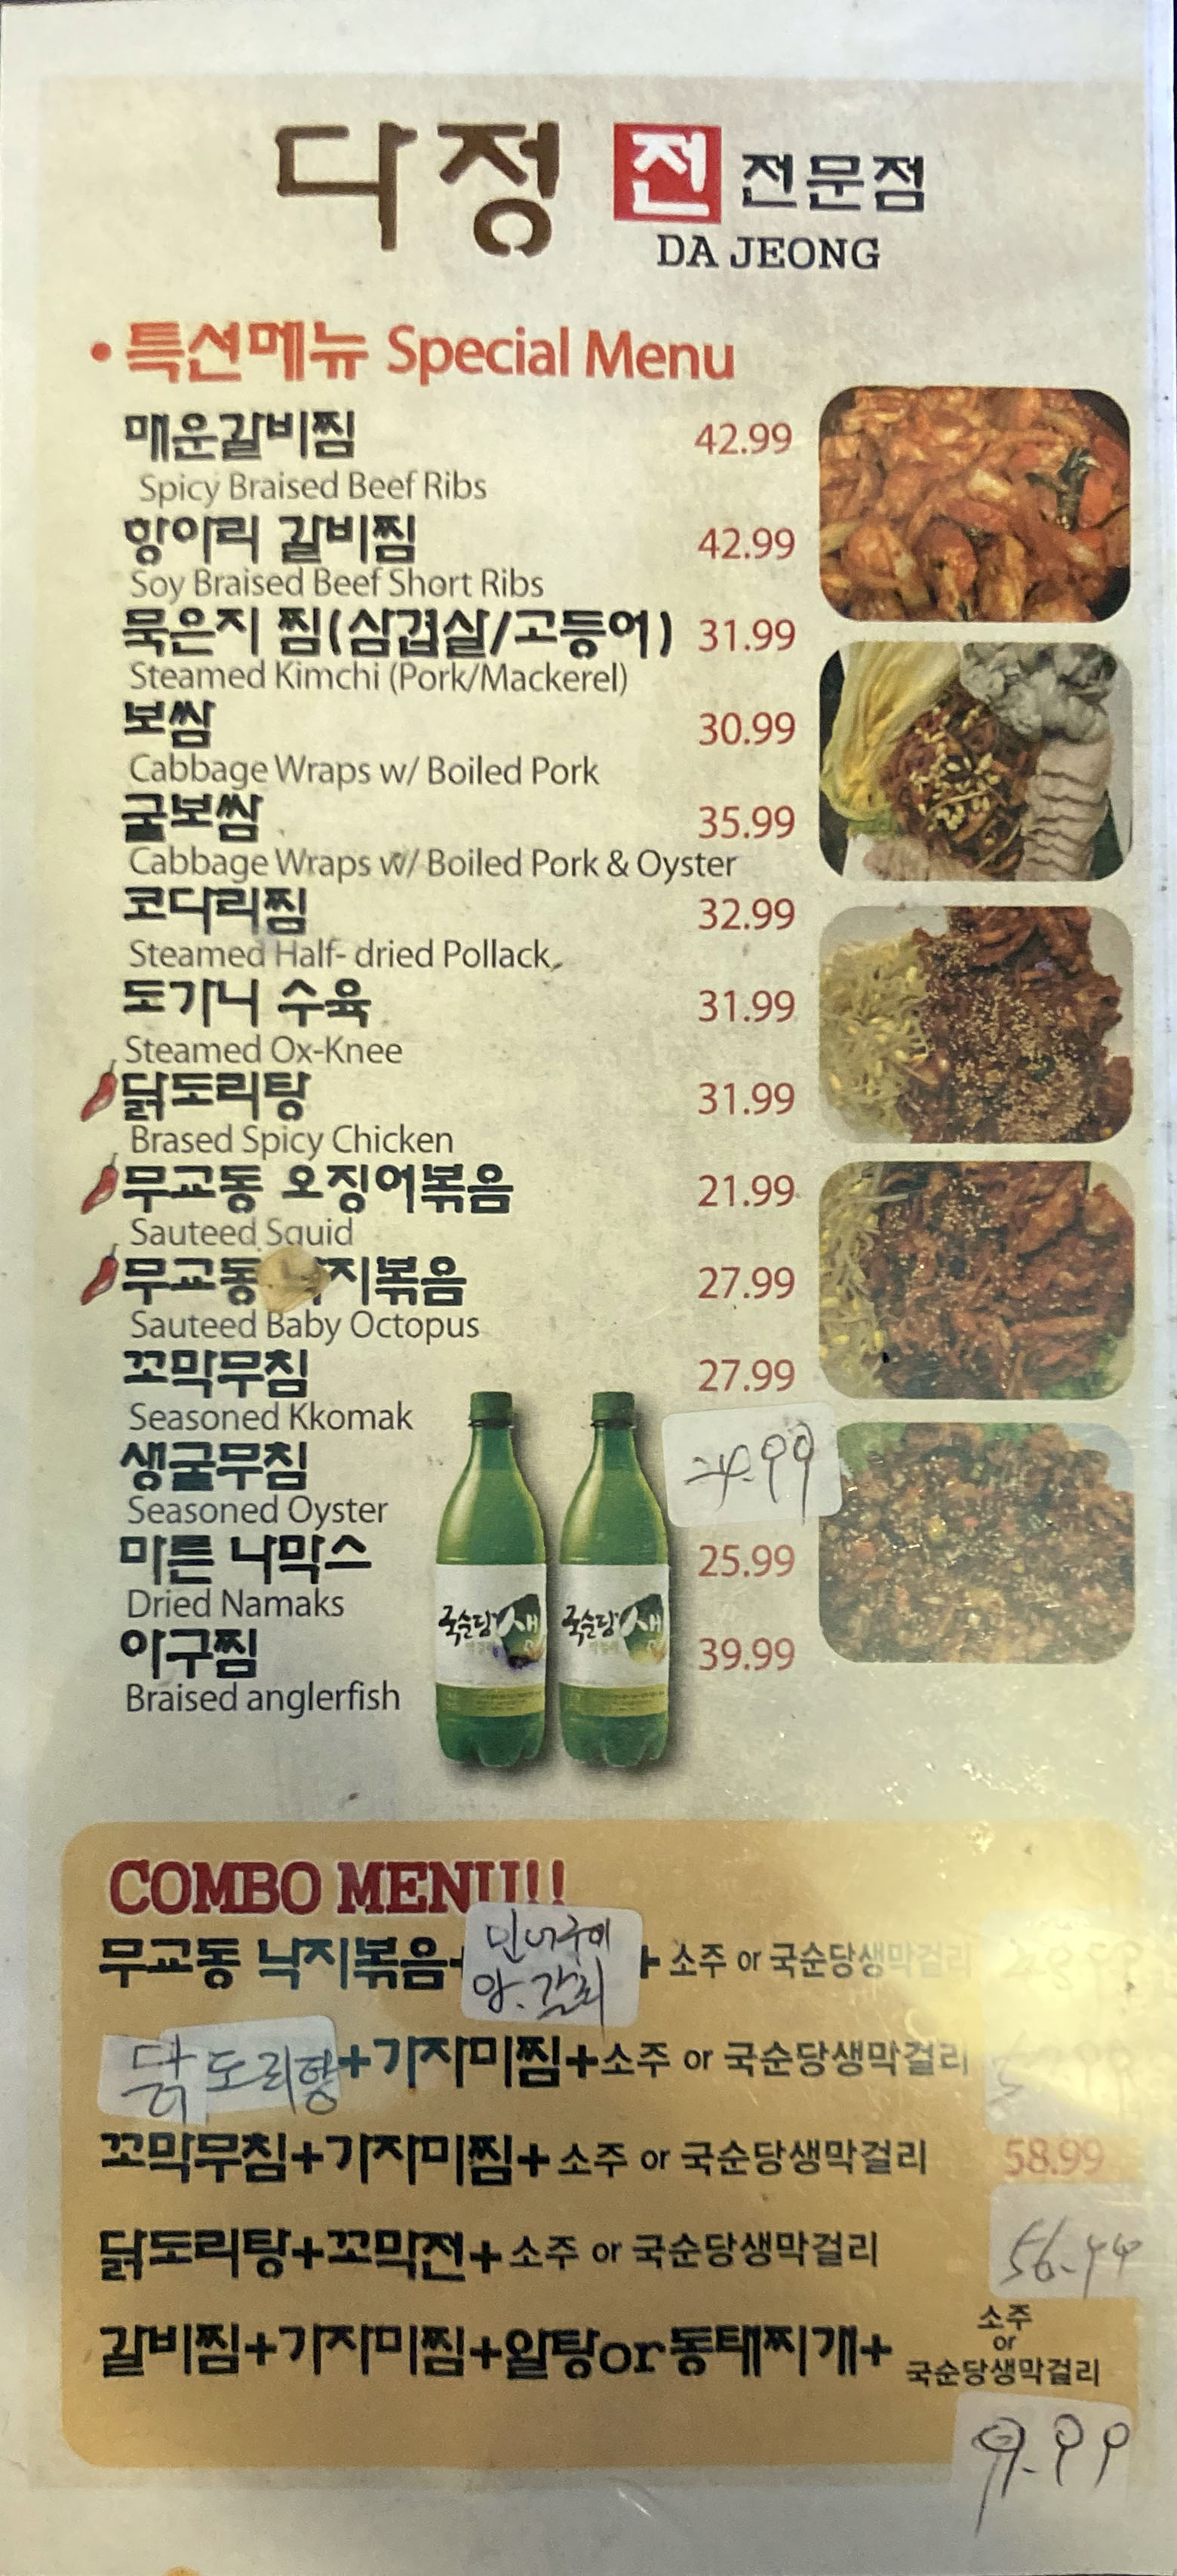 다정 전 전문점
DA JEONG
• 특선메뉴 Special Menu
매운갈비찜 42.99
Spicy Braised Beef Ribs
항아리 갈비찜 42.99
Soy Braised Beef Short Ribs
묵은지 찜(삼겹살/고등어) 31.99
Steamed Kimchi (Pork/Mackerel)
보쌈 30.99
Cabbage Wraps w/ Boiled Pork
굴보쌈 35.99
Cabbage Wraps w/ Boiled Pork & Oyster
코다리찜 32.99
Steamed Half- dried Pollack
도가니 수육 31.99
Steamed Ox-Knee
닭도리탕 31.99
Brased Spicy Chicken
무교동 오징어볶음 21.99
Sauteed Squid
무교동 지볶음 27.99
Sauteed Baby Octopus
꼬막무침 27.99
Seasoned Kkomak
생굴무침
Seasoned Oyster
마른 나막스 25.99
Dried Namaks
아구찜 39.99
Braised anglerfish
국순당 생
국순당 생
COMBO MENU!!
무교동 낙지볶음+ + 소주 or 국순당생막걸리
닭도리탕+가자미찜+소주 or 국순당생막걸리
꼬막무침+가자미찜+소주 or 국순당생막걸리 58.99
닭도리탕+꼬막전+소주 or 국순당생막걸리 56.99
갈비찜+가자미찜+알탕or동태찌개+ 소주
or
국순당생막걸리